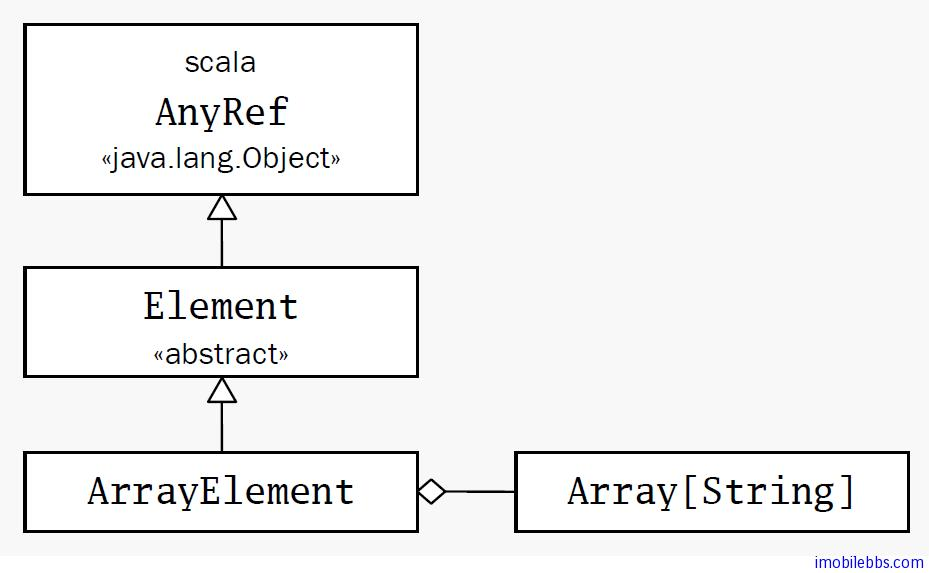 scala
AnyRef
«java.lang.Object»
Element
«abstract»
ArrayElement
Array[String]
imobilebbs.com